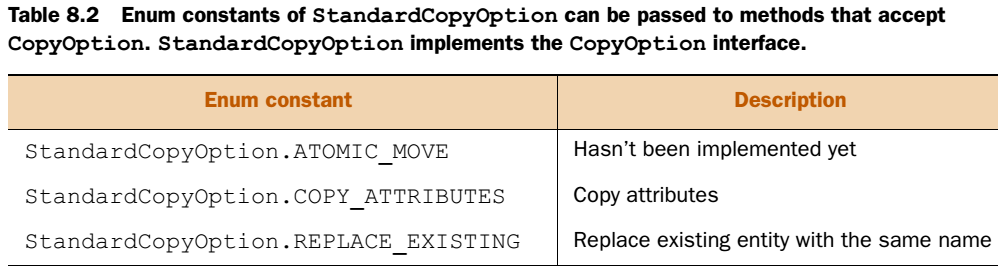 Table 8.2 Enum constants of StandardCopyOption can be passed to methods that accept
CopyOption. StandardCopyOption implements the CopyOption interface.
Enum constant Description
StandardCopyOption.ATOMIC_MOVE Hasn't been implemented yet
StandardCopyOption.COPY_ATTRIBUTES Copy attributes
StandardCopyOption.REPLACE_EXISTING Replace existing entity with the same name